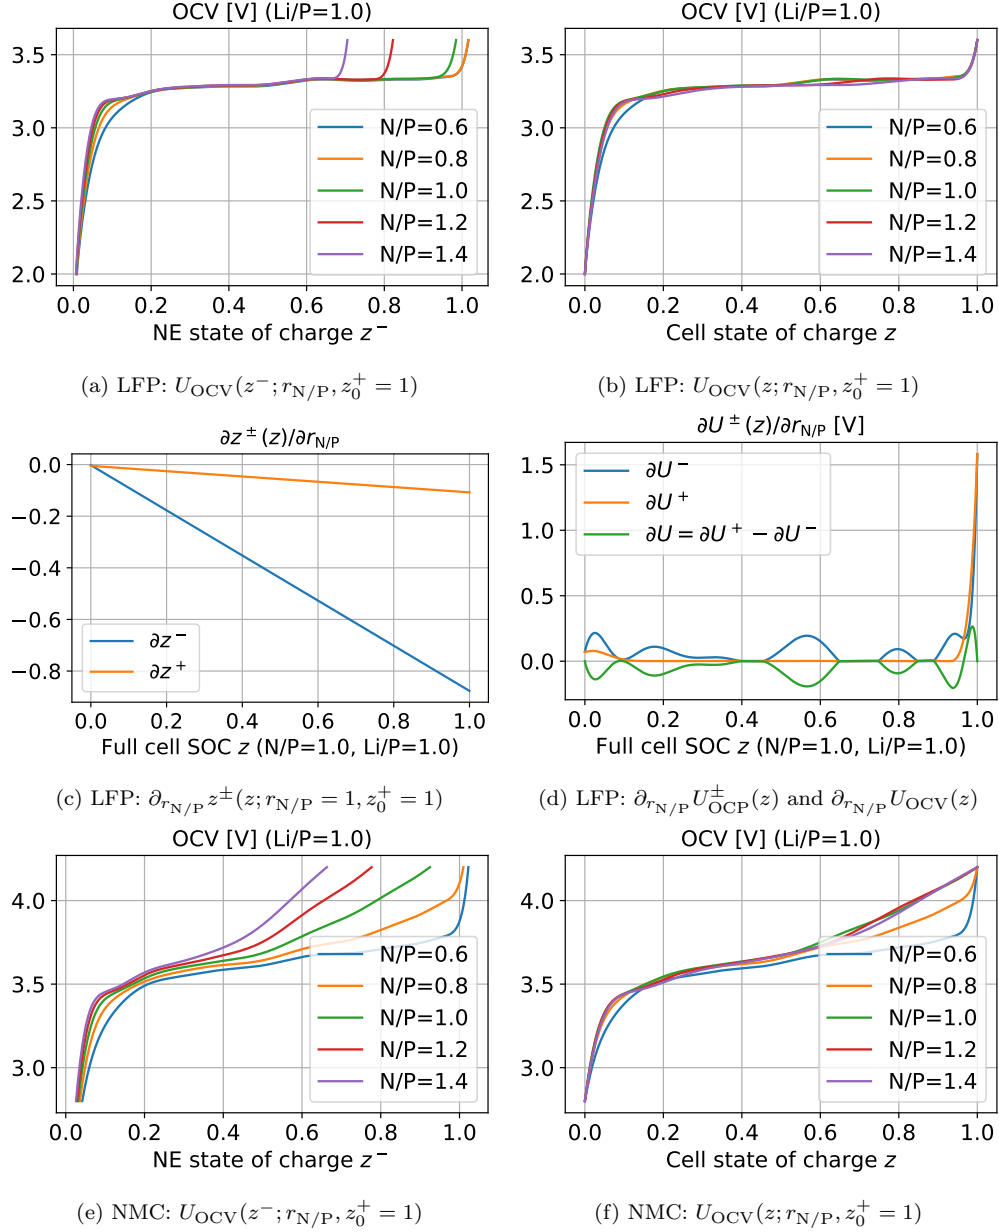 OCV [V] (Li/P=1.0)
3.5
3.0
2.5
2.0
N/P=0.6
N/P=0.8
N/P=1.0
N/P=1.2
N/P=1.4
0.0 0.2 0.4 0.6 0.8 1.0
NE state of charge z⁻
(a) LFP: U_OCV(z⁻; r_N/P, z₀⁺ = 1)
OCV [V] (Li/P=1.0)
3.5
3.0
2.5
2.0
N/P=0.6
N/P=0.8
N/P=1.0
N/P=1.2
N/P=1.4
0.0 0.2 0.4 0.6 0.8 1.0
Cell state of charge z
(b) LFP: U_OCV(z; r_N/P, z₀⁺ = 1)
∂z^±(z)/∂r_N/P
0.0
−0.2
−0.4
−0.6
−0.8
∂z⁻
∂z⁺
0.0 0.2 0.4 0.6 0.8 1.0
Full cell SOC z (N/P=1.0, Li/P=1.0)
(c) LFP: ∂_{r_N/P} z^±(z; r_N/P = 1, z₀⁺ = 1)
∂U^±(z)/∂r_N/P [V]
1.5
1.0
0.5
0.0
∂U⁻
∂U⁺
∂U = ∂U⁺ − ∂U⁻
0.0 0.2 0.4 0.6 0.8 1.0
Full cell SOC z (N/P=1.0, Li/P=1.0)
(d) LFP: ∂_{r_N/P} U^±_OCP(z) and ∂_{r_N/P} U_OCV(z)
OCV [V] (Li/P=1.0)
4.0
3.5
3.0
N/P=0.6
N/P=0.8
N/P=1.0
N/P=1.2
N/P=1.4
0.0 0.2 0.4 0.6 0.8 1.0
NE state of charge z⁻
(e) NMC: U_OCV(z⁻; r_N/P, z₀⁺ = 1)
OCV [V] (Li/P=1.0)
4.0
3.5
3.0
N/P=0.6
N/P=0.8
N/P=1.0
N/P=1.2
N/P=1.4
0.0 0.2 0.4 0.6 0.8 1.0
Cell state of charge z
(f) NMC: U_OCV(z; r_N/P, z₀⁺ = 1)